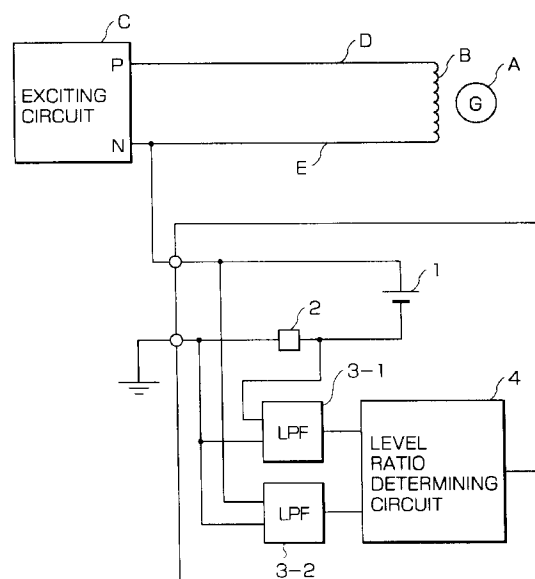 C
P
D
B
A
EXCITING
CIRCUIT
G
N
E
1
2
3-1
4
LPF
LEVEL
RATIO
DETERMINING
CIRCUIT
LPF
3-2